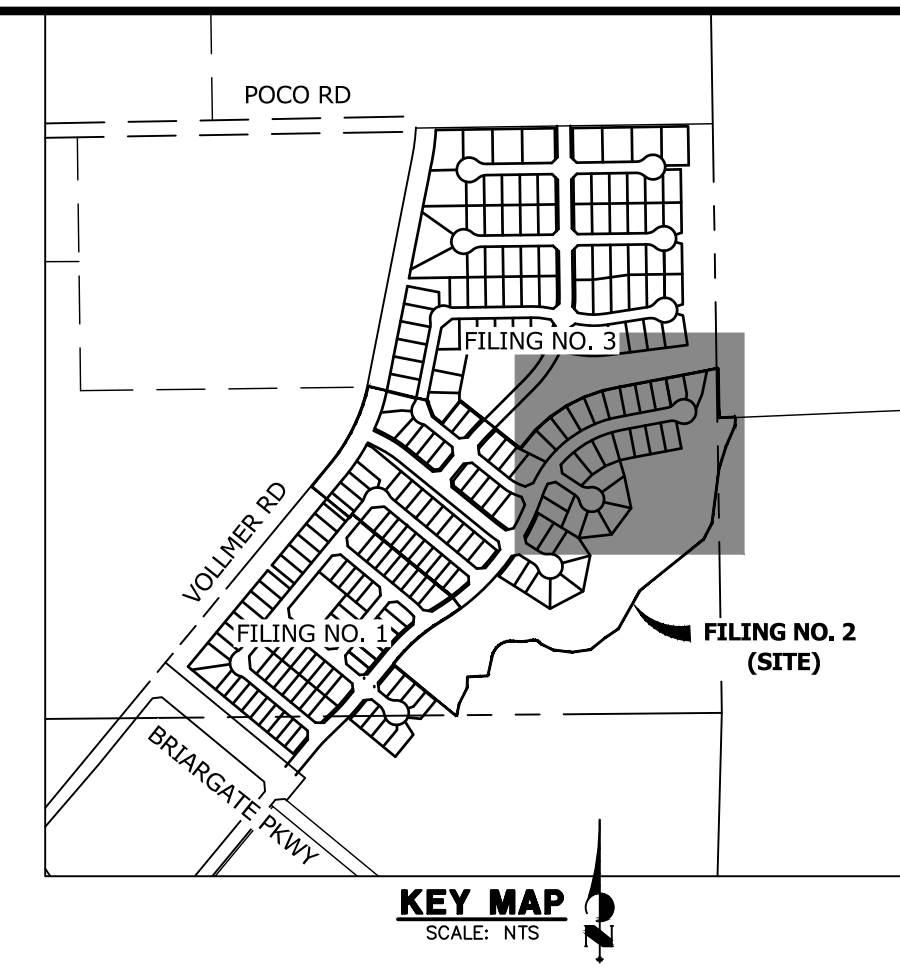 POCO RD
FILING NO. 3
VOLLMER RD
FILING NO. 1
FILING NO. 2
(SITE)
BRIARGATE PKWY
KEY MAP
SCALE: NTS
N